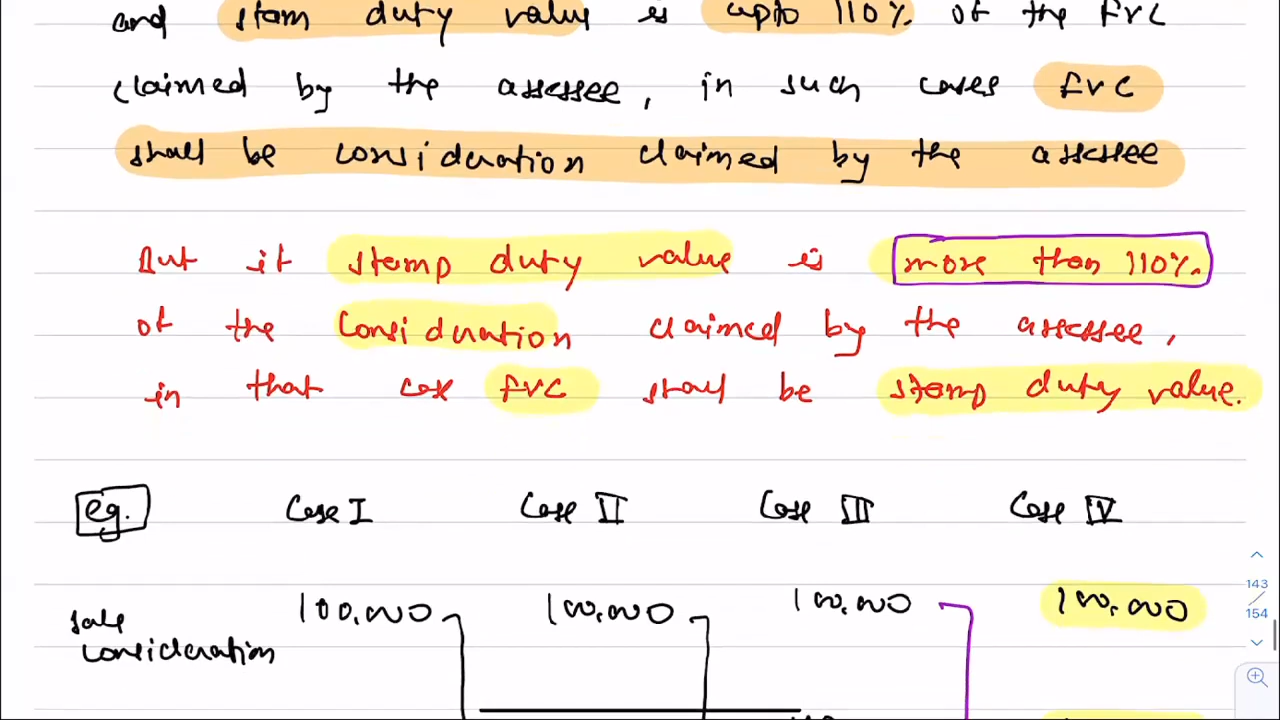 and stam duty value is upto 110% of the FVC
claimed by the assessee, in such cases FVC
shall be consideration claimed by the assessee
But if stamp duty value is more than 110%
of the Consideration claimed by the assessee,
in that case FVC shall be stamp duty value.
eg. Case I Case II Case III Case IV
Sale 100,000 100,000 100,000 100,000
consideration
143
154